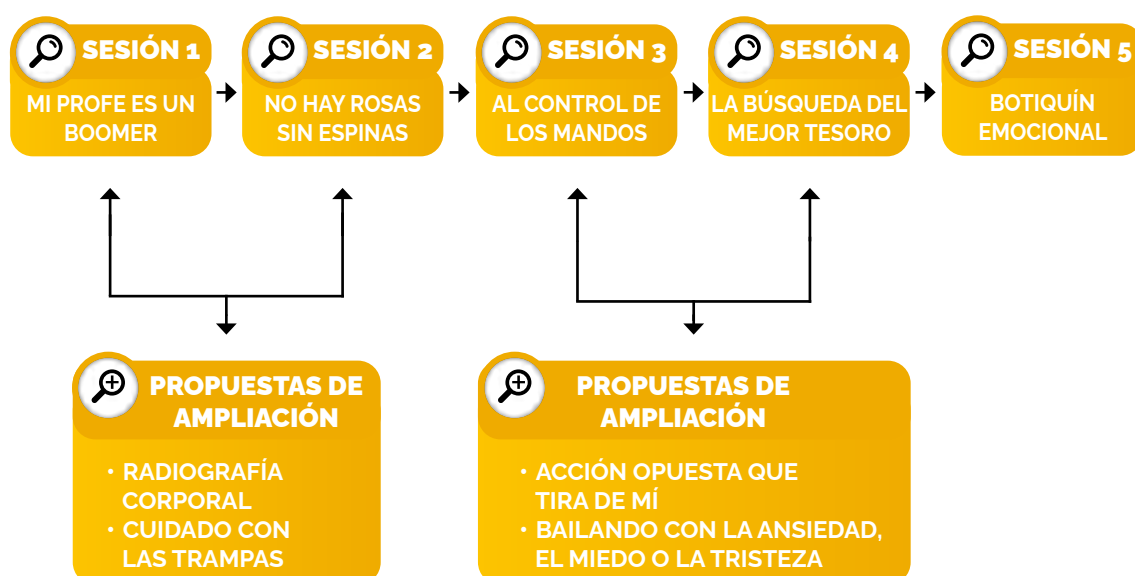 SESIÓN 1
MI PROFE ES UN
BOOMER
SESIÓN 2
NO HAY ROSAS
SIN ESPINAS
SESIÓN 3
AL CONTROL DE
LOS MANDOS
SESIÓN 4
LA BÚSQUEDA DEL
MEJOR TESORO
SESIÓN 5
BOTIQUÍN
EMOCIONAL
PROPUESTAS DE
AMPLIACIÓN
• RADIOGRAFÍA
CORPORAL
• CUIDADO CON
LAS TRAMPAS
PROPUESTAS DE
AMPLIACIÓN
• ACCIÓN OPUESTA QUE
TIRA DE MÍ
• BAILANDO CON LA ANSIEDAD,
EL MIEDO O LA TRISTEZA